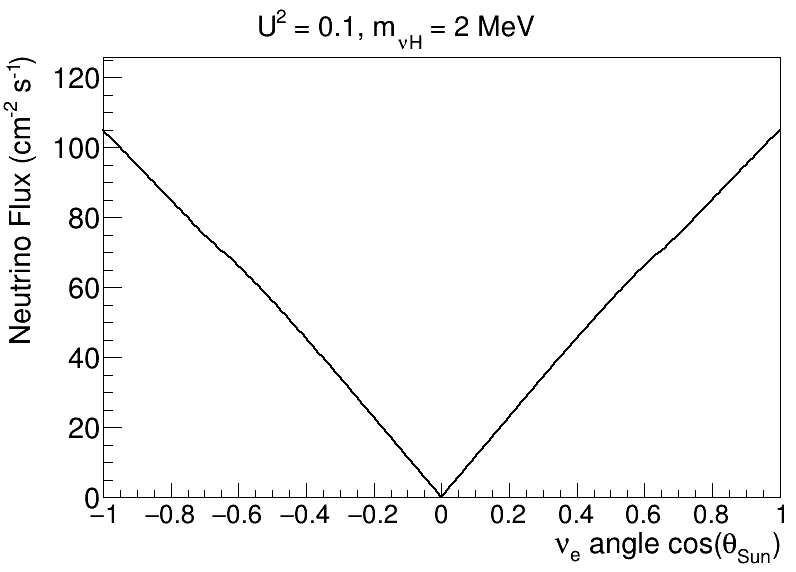 U² = 0.1, m_νH = 2 MeV
Neutrino Flux (cm⁻² s⁻¹)
120
100
80
60
40
20
0
−1 −0.8 −0.6 −0.4 −0.2 0 0.2 0.4 0.6 0.8 1
ν_e angle cos(θ_Sun)